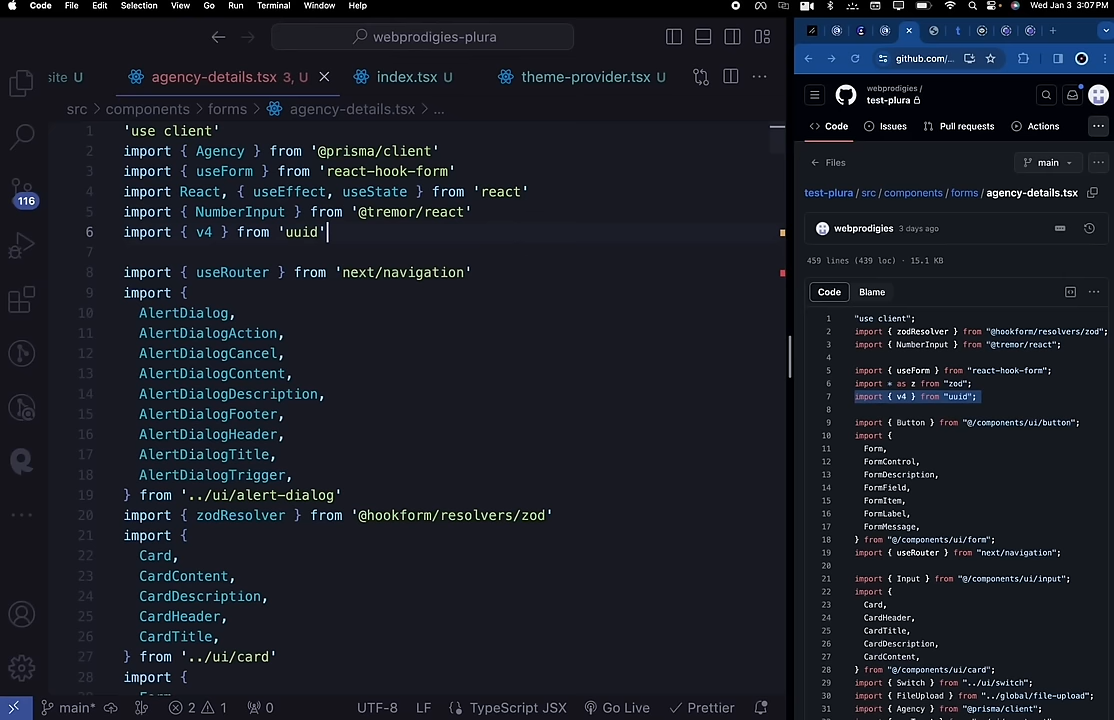 Code File Edit Selection View Go Run Terminal Window Help Wed Jan 3 3:07 PM
webprodigies-plura
site U agency-details.tsx 3, U index.tsx U theme-provider.tsx U
src > components > forms > agency-details.tsx > ...
1 'use client'
2 import { Agency } from '@prisma/client'
3 import { useForm } from 'react-hook-form'
4 import React, { useEffect, useState } from 'react'
5 import { NumberInput } from '@tremor/react'
6 import { v4 } from 'uuid'
7
8 import { useRouter } from 'next/navigation'
9 import {
10 AlertDialog,
11 AlertDialogAction,
12 AlertDialogCancel,
13 AlertDialogContent,
14 AlertDialogDescription,
15 AlertDialogFooter,
16 AlertDialogHeader,
17 AlertDialogTitle,
18 AlertDialogTrigger,
19 } from '../ui/alert-dialog'
20 import { zodResolver } from '@hookform/resolvers/zod'
21 import {
22 Card,
23 CardContent,
24 CardDescription,
25 CardHeader,
26 CardTitle,
27 } from '../ui/card'
28 import {
116
main* 2 1 0 UTF-8 LF TypeScript JSX Go Live Prettier
github.com/...
webprodigies /
test-plura
Code Issues Pull requests Actions
Files main
test-plura / src / components / forms / agency-details.tsx
webprodigies 3 days ago
459 lines (439 loc) · 15.1 KB
Code Blame
1 "use client";
2 import { zodResolver } from "@hookform/resolvers/zod";
3 import { NumberInput } from "@tremor/react";
4
5 import { useForm } from "react-hook-form";
6 import * as z from "zod";
7 import { v4 } from "uuid";
8
9 import { Button } from "@/components/ui/button";
10 import {
11 Form,
12 FormControl,
13 FormDescription,
14 FormField,
15 FormItem,
16 FormLabel,
17 FormMessage,
18 } from "@/components/ui/form";
19 import { useRouter } from "next/navigation";
20
21 import { Input } from "@/components/ui/input";
22 import {
23 Card,
24 CardHeader,
25 CardTitle,
26 CardDescription,
27 CardContent,
28 } from "@/components/ui/card";
29 import { Switch } from "../ui/switch";
30 import { FileUpload } from "../global/file-upload";
31 import { Agency } from "@prisma/client";